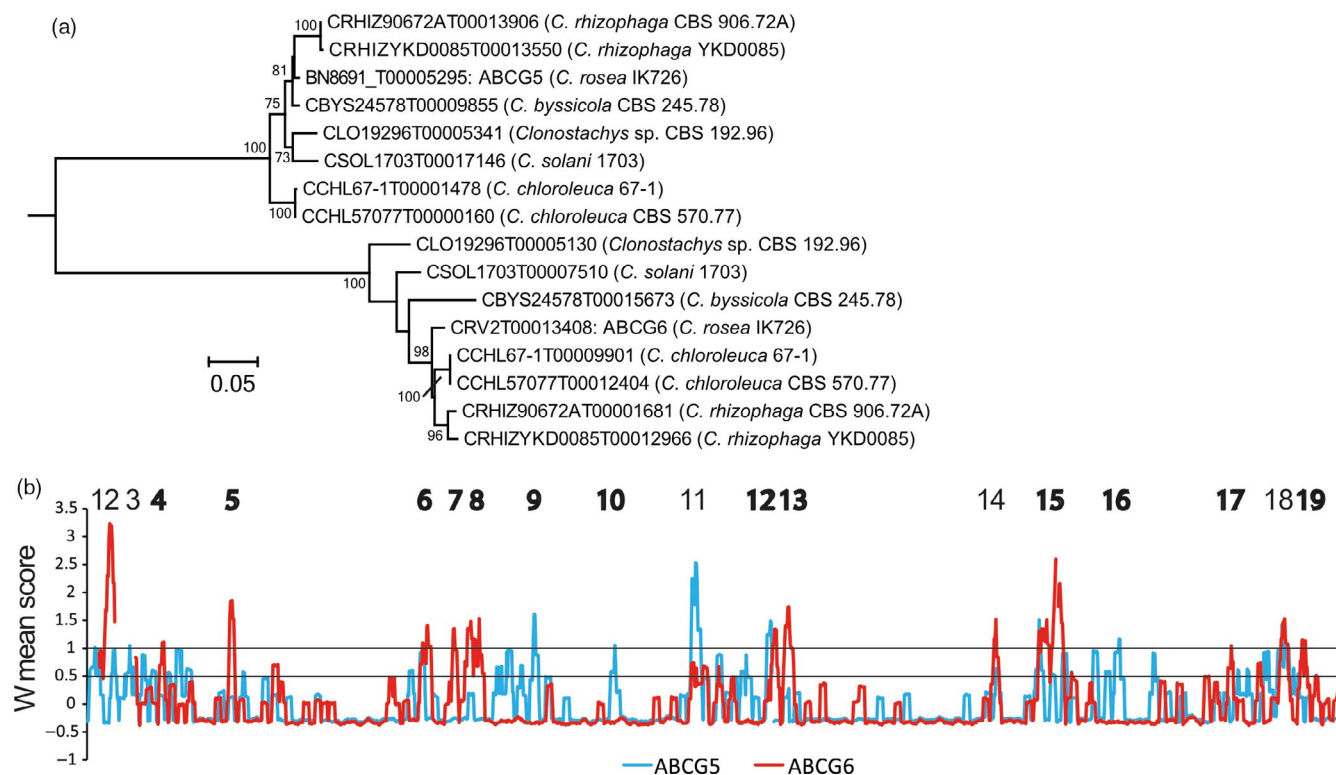 (a)
100
CRHIZ90672AT00013906 (C. rhizophaga CBS 906.72A)
CRHIZYKD0085T00013550 (C. rhizophaga YKD0085)
81
BN8691_T00005295: ABCG5 (C. rosea IK726)
75
CBYS24578T00009855 (C. byssicola CBS 245.78)
CLO19296T00005341 (Clonostachys sp. CBS 192.96)
100
73
CSOL1703T00017146 (C. solani 1703)
CCHL67-1T00001478 (C. chloroleuca 67-1)
100
CCHL57077T00000160 (C. chloroleuca CBS 570.77)
CLO19296T00005130 (Clonostachys sp. CBS 192.96)
100
CSOL1703T00007510 (C. solani 1703)
CBYS24578T00015673 (C. byssicola CBS 245.78)
CRV2T00013408: ABCG6 (C. rosea IK726)
98
CCHL67-1T00009901 (C. chloroleuca 67-1)
CCHL57077T00012404 (C. chloroleuca CBS 570.77)
100
CRHIZ90672AT00001681 (C. rhizophaga CBS 906.72A)
96
CRHIZYKD0085T00012966 (C. rhizophaga YKD0085)
0.05
(b)
12 3 4 5 6 7 8 9 10 11 12 13 14 15 16 17 18 19
W mean score
3.5
3
2.5
2
1.5
1
0.5
0
−0.5
−1
ABCG5 ABCG6